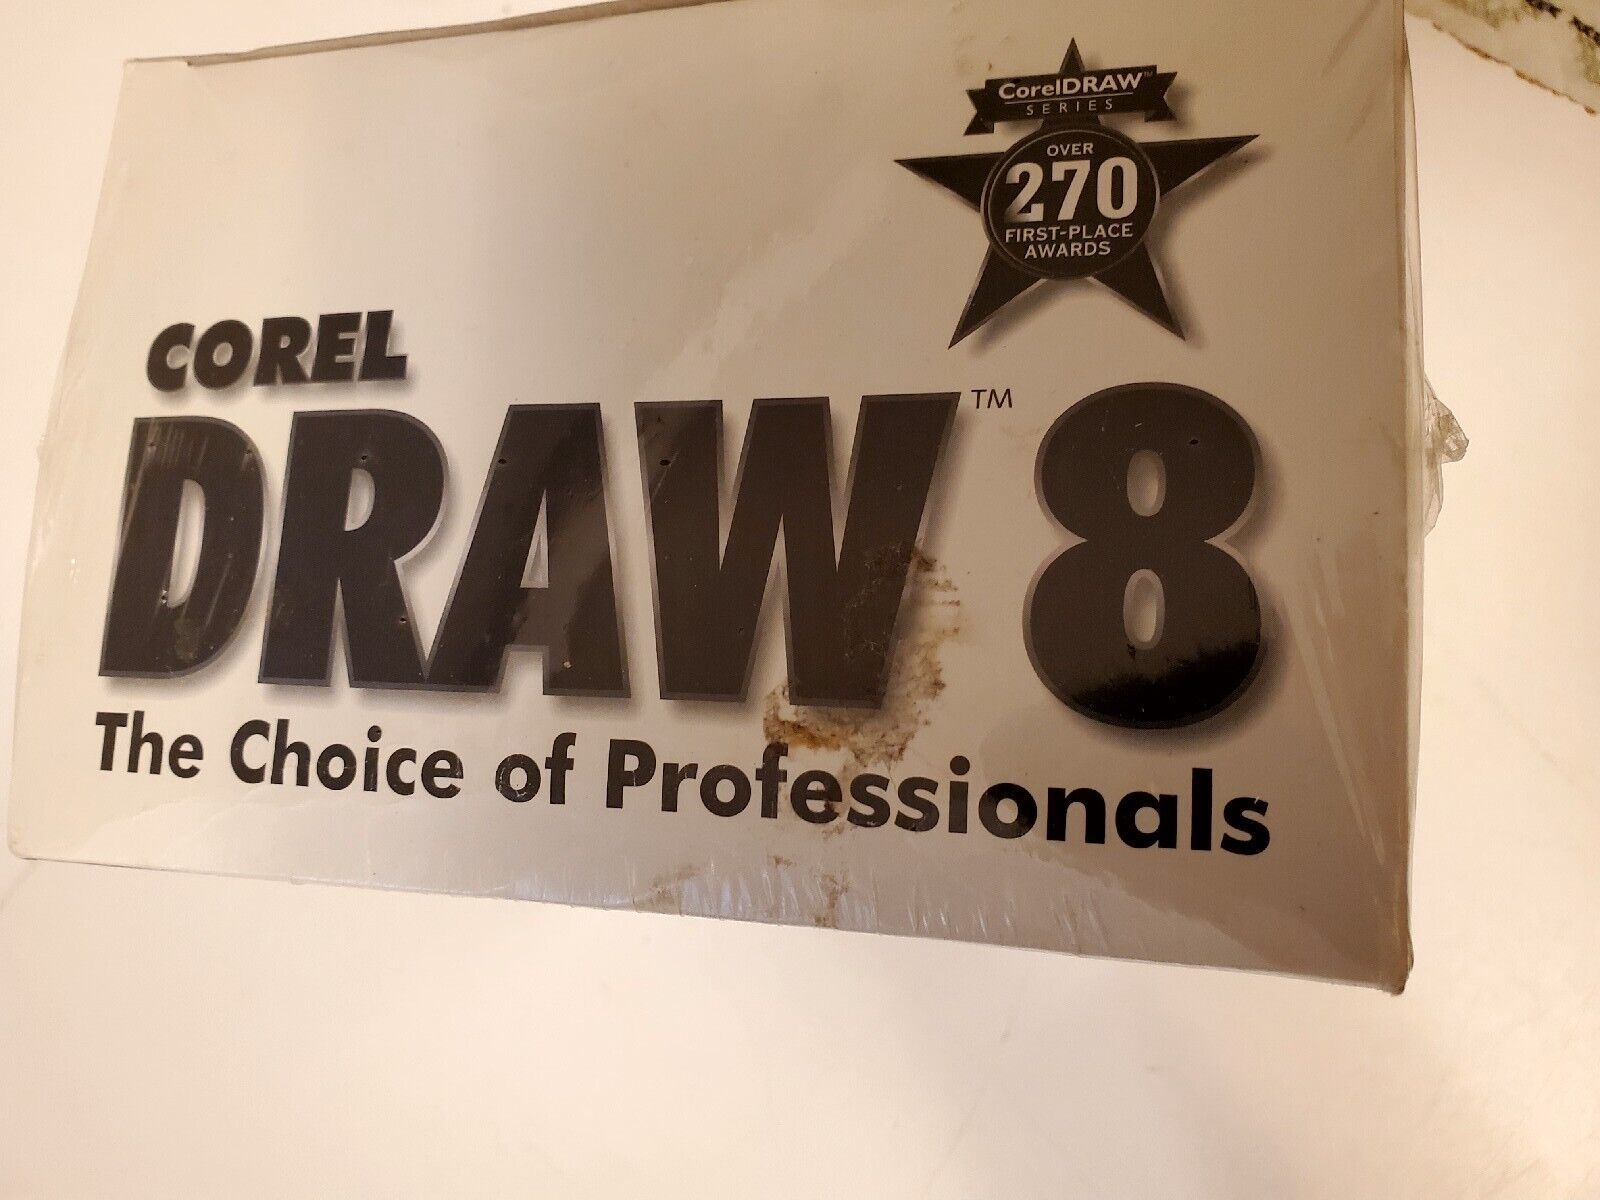 CorelDRAW™
SERIES
OVER
270
FIRST-PLACE
AWARDS
COREL
DRAW™ 8
The Choice of Professionals